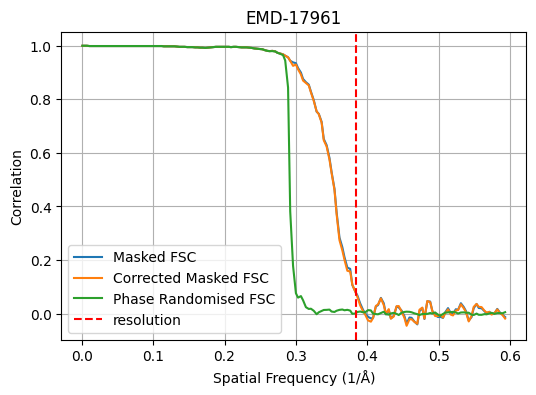 EMD-17961
1.0
0.8
0.6
0.4
0.2
0.0
Correlation
Masked FSC
Corrected Masked FSC
Phase Randomised FSC
resolution
0.0 0.1 0.2 0.3 0.4 0.5 0.6
Spatial Frequency (1/Å)